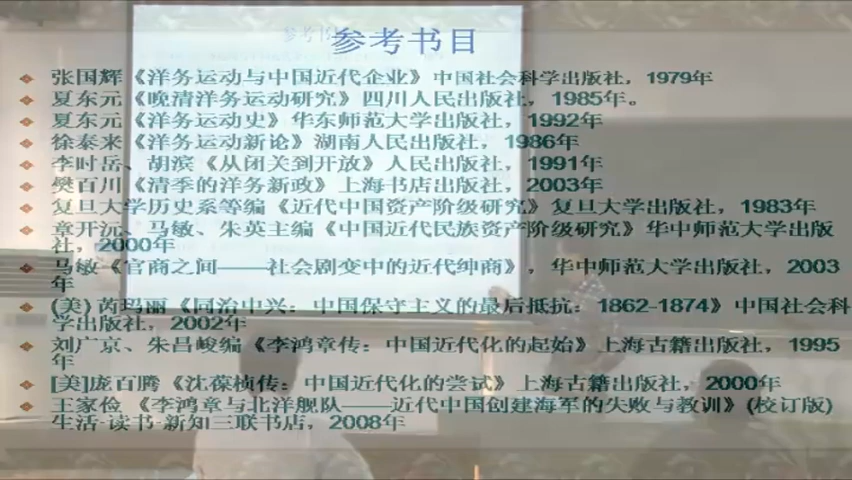 参考书目
张国辉《洋务运动与中国近代企业》中国社会科学出版社，1979年
夏东元《晚清洋务运动研究》四川人民出版社，1985年。
夏东元《洋务运动史》华东师范大学出版社，1992年
徐泰来《洋务运动新论》湖南人民出版社，1986年
李时岳、胡滨《从闭关到开放》人民出版社，1991年
樊百川《清季的洋务新政》上海书店出版社，2003年
复旦大学历史系等编《近代中国资产阶级研究》复旦大学出版社，1983年
章开沅、马敏、朱英主编《中国近代民族资产阶级研究》华中师范大学出版
社，2000年
马敏《官商之间——社会剧变中的近代绅商》，华中师范大学出版社，2003
年
(美)芮玛丽《同治中兴：中国保守主义的最后抵抗：1862-1874》中国社会科
学出版社，2002年
刘广京、朱昌峻编《李鸿章传：中国近代化的起始》上海古籍出版社，1995
年
[美]庞百腾《沈葆桢传：中国近代化的尝试》上海古籍出版社，2000年
王家俭《李鸿章与北洋舰队——近代中国创建海军的失败与教训》(校订版)
生活·读书·新知三联书店，2008年